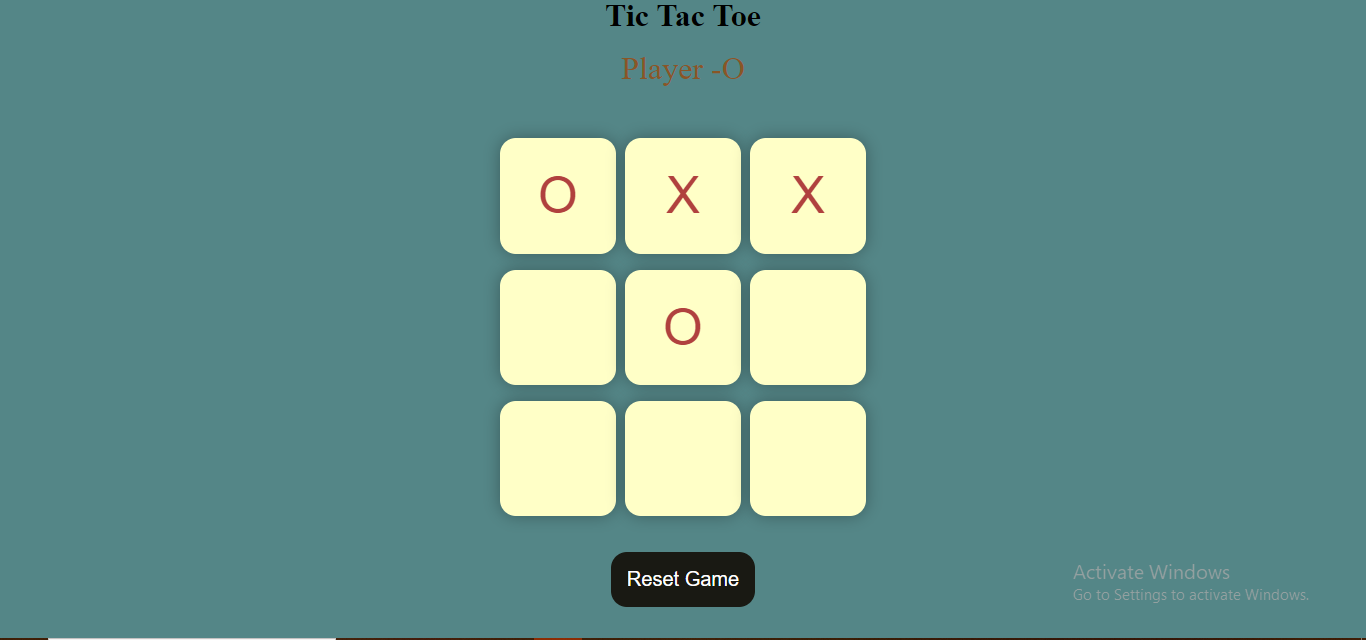 Tic Tac Toe
Player -O
O X X
O
Reset Game
Activate Windows
Go to Settings to activate Windows.